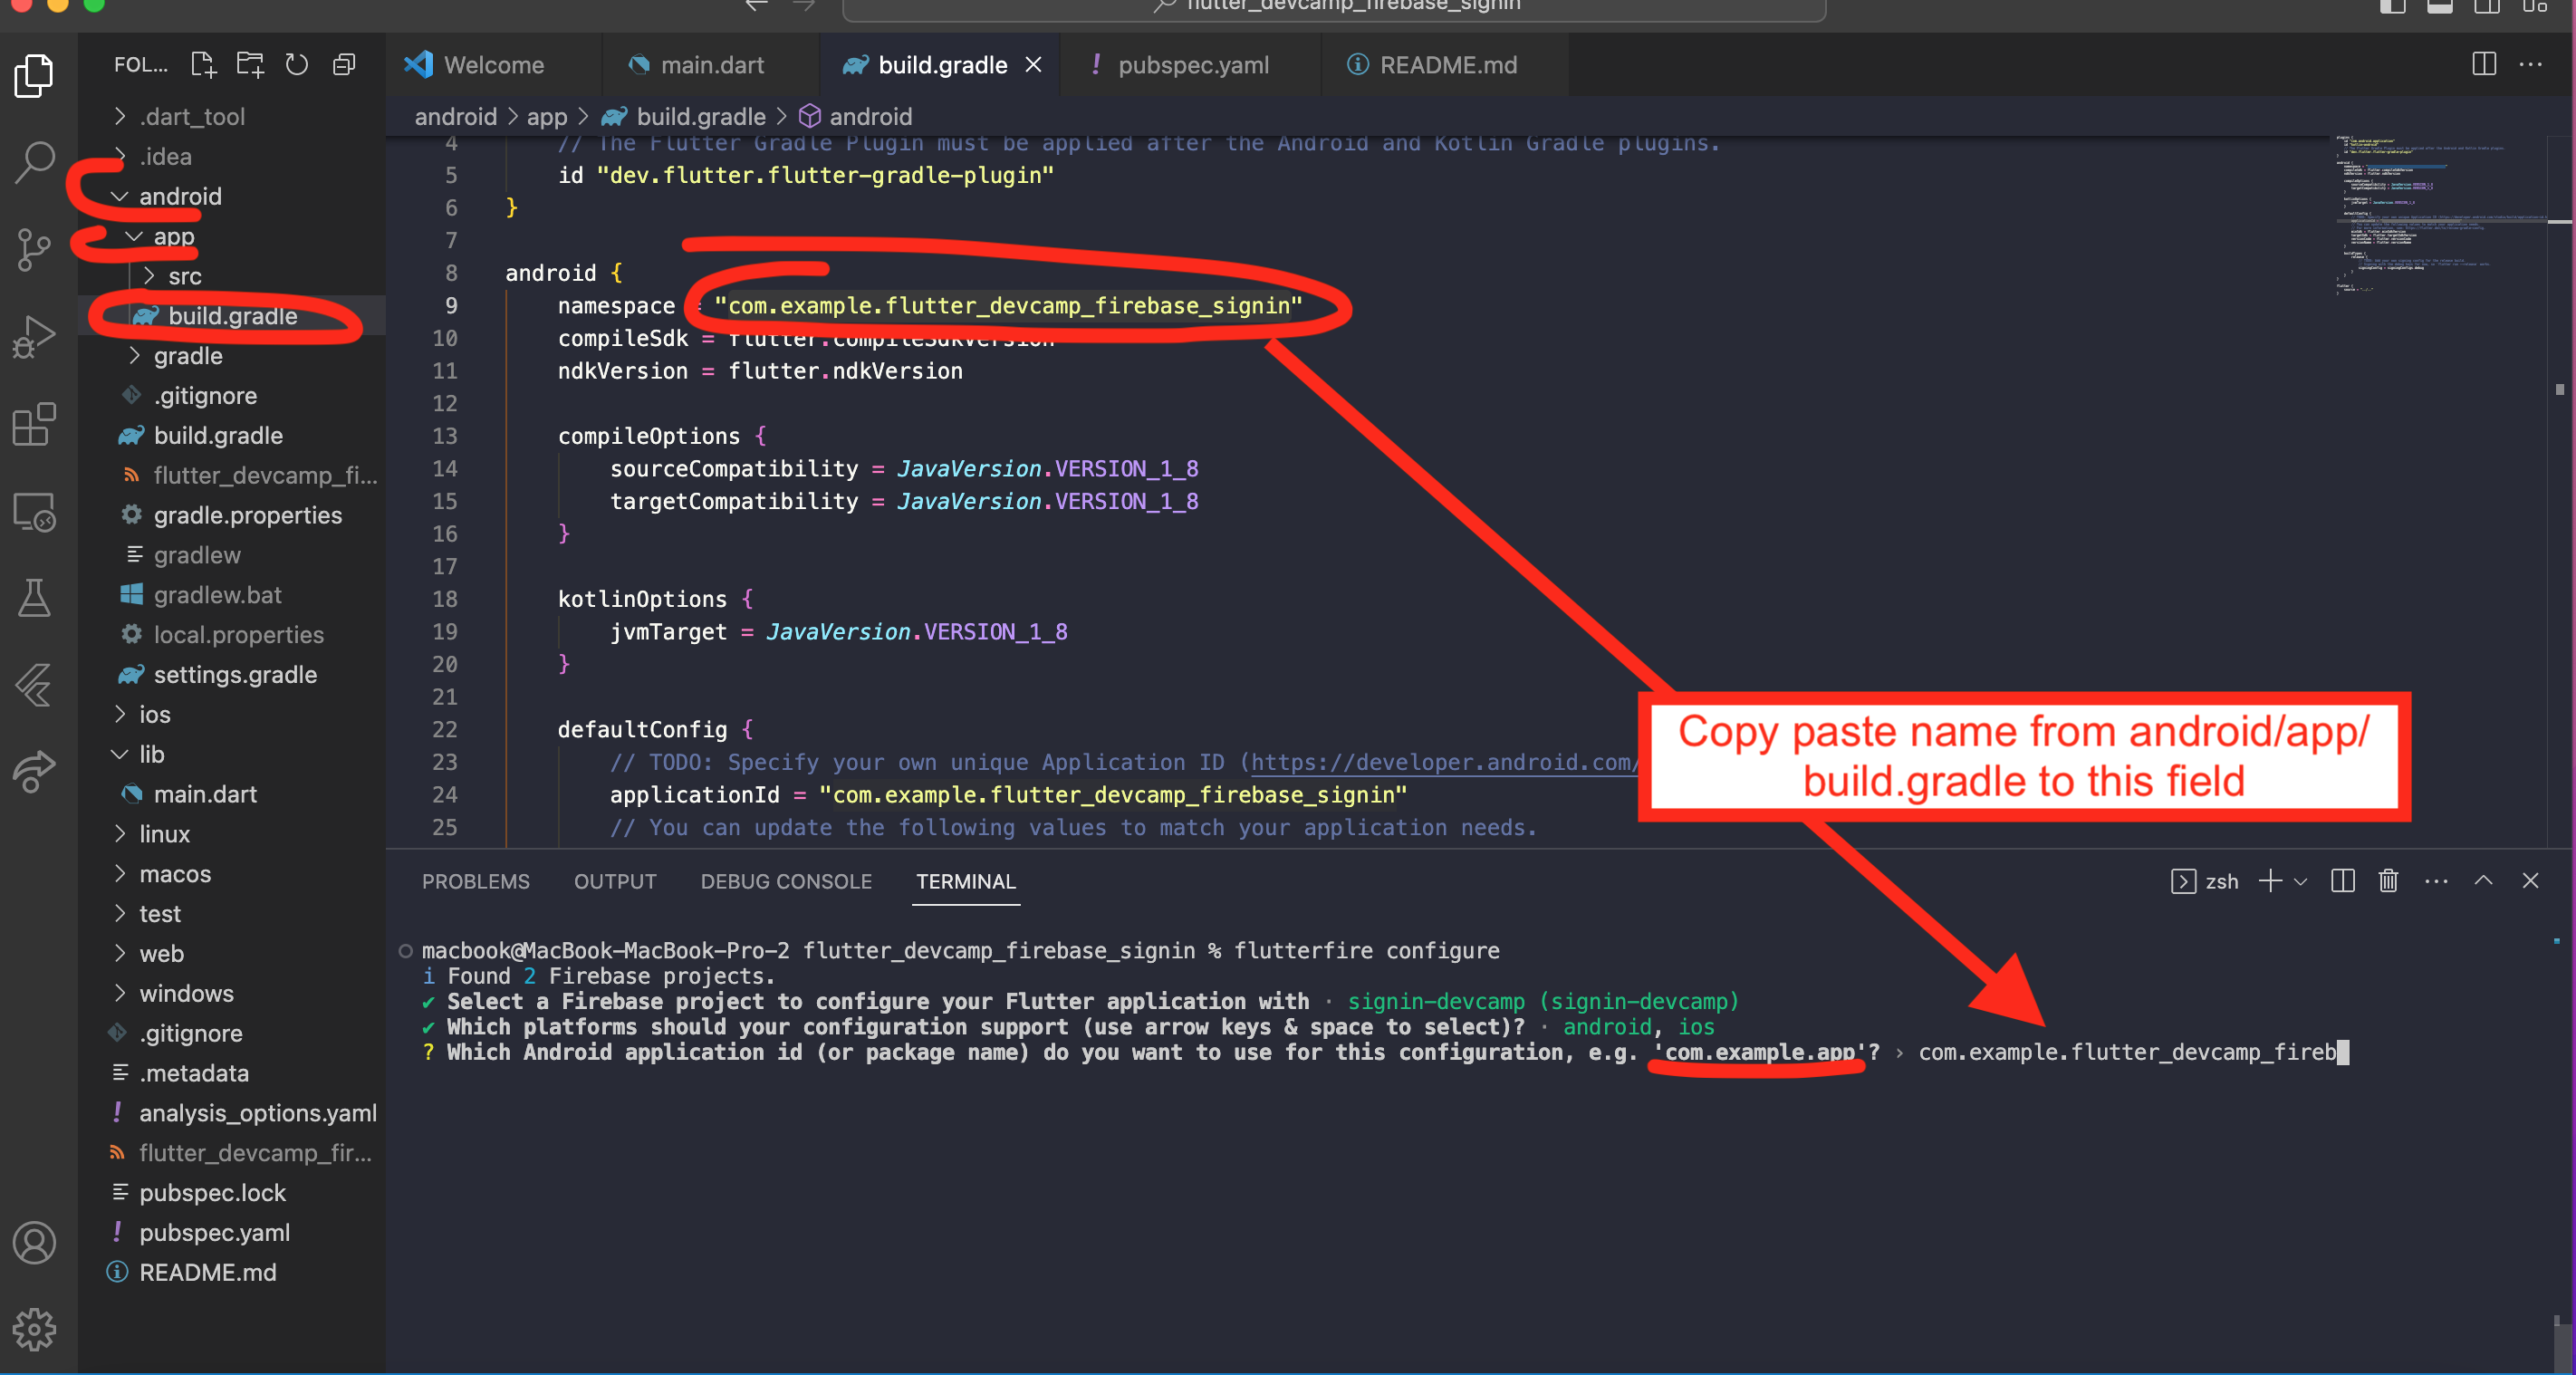 flutter_devcamp_firebase_signin
FOL...
Welcome
main.dart
build.gradle
pubspec.yaml
README.md
android > app > build.gradle > android
.dart_tool
.idea
android
app
src
build.gradle
gradle
.gitignore
build.gradle
flutter_devcamp_fi...
gradle.properties
gradlew
gradlew.bat
local.properties
settings.gradle
ios
lib
main.dart
linux
macos
test
web
windows
.gitignore
.metadata
analysis_options.yaml
flutter_devcamp_fir...
pubspec.lock
pubspec.yaml
README.md
4 // The Flutter Gradle Plugin must be applied after the Android and Kotlin Gradle plugins.
5 id "dev.flutter.flutter-gradle-plugin"
6 }
7
8 android {
9 namespace = "com.example.flutter_devcamp_firebase_signin"
10 compileSdk = flutter.compileSdkVersion
11 ndkVersion = flutter.ndkVersion
12
13 compileOptions {
14 sourceCompatibility = JavaVersion.VERSION_1_8
15 targetCompatibility = JavaVersion.VERSION_1_8
16 }
17
18 kotlinOptions {
19 jvmTarget = JavaVersion.VERSION_1_8
20 }
21
22 defaultConfig {
23 // TODO: Specify your own unique Application ID (https://developer.android.com/
24 applicationId = "com.example.flutter_devcamp_firebase_signin"
25 // You can update the following values to match your application needs.
Copy paste name from android/app/
build.gradle to this field
PROBLEMS OUTPUT DEBUG CONSOLE TERMINAL
zsh
macbook@MacBook-MacBook-Pro-2 flutter_devcamp_firebase_signin % flutterfire configure
i Found 2 Firebase projects.
✔ Select a Firebase project to configure your Flutter application with · signin-devcamp (signin-devcamp)
✔ Which platforms should your configuration support (use arrow keys & space to select)? · android, ios
? Which Android application id (or package name) do you want to use for this configuration, e.g. 'com.example.app'? › com.example.flutter_devcamp_fireb